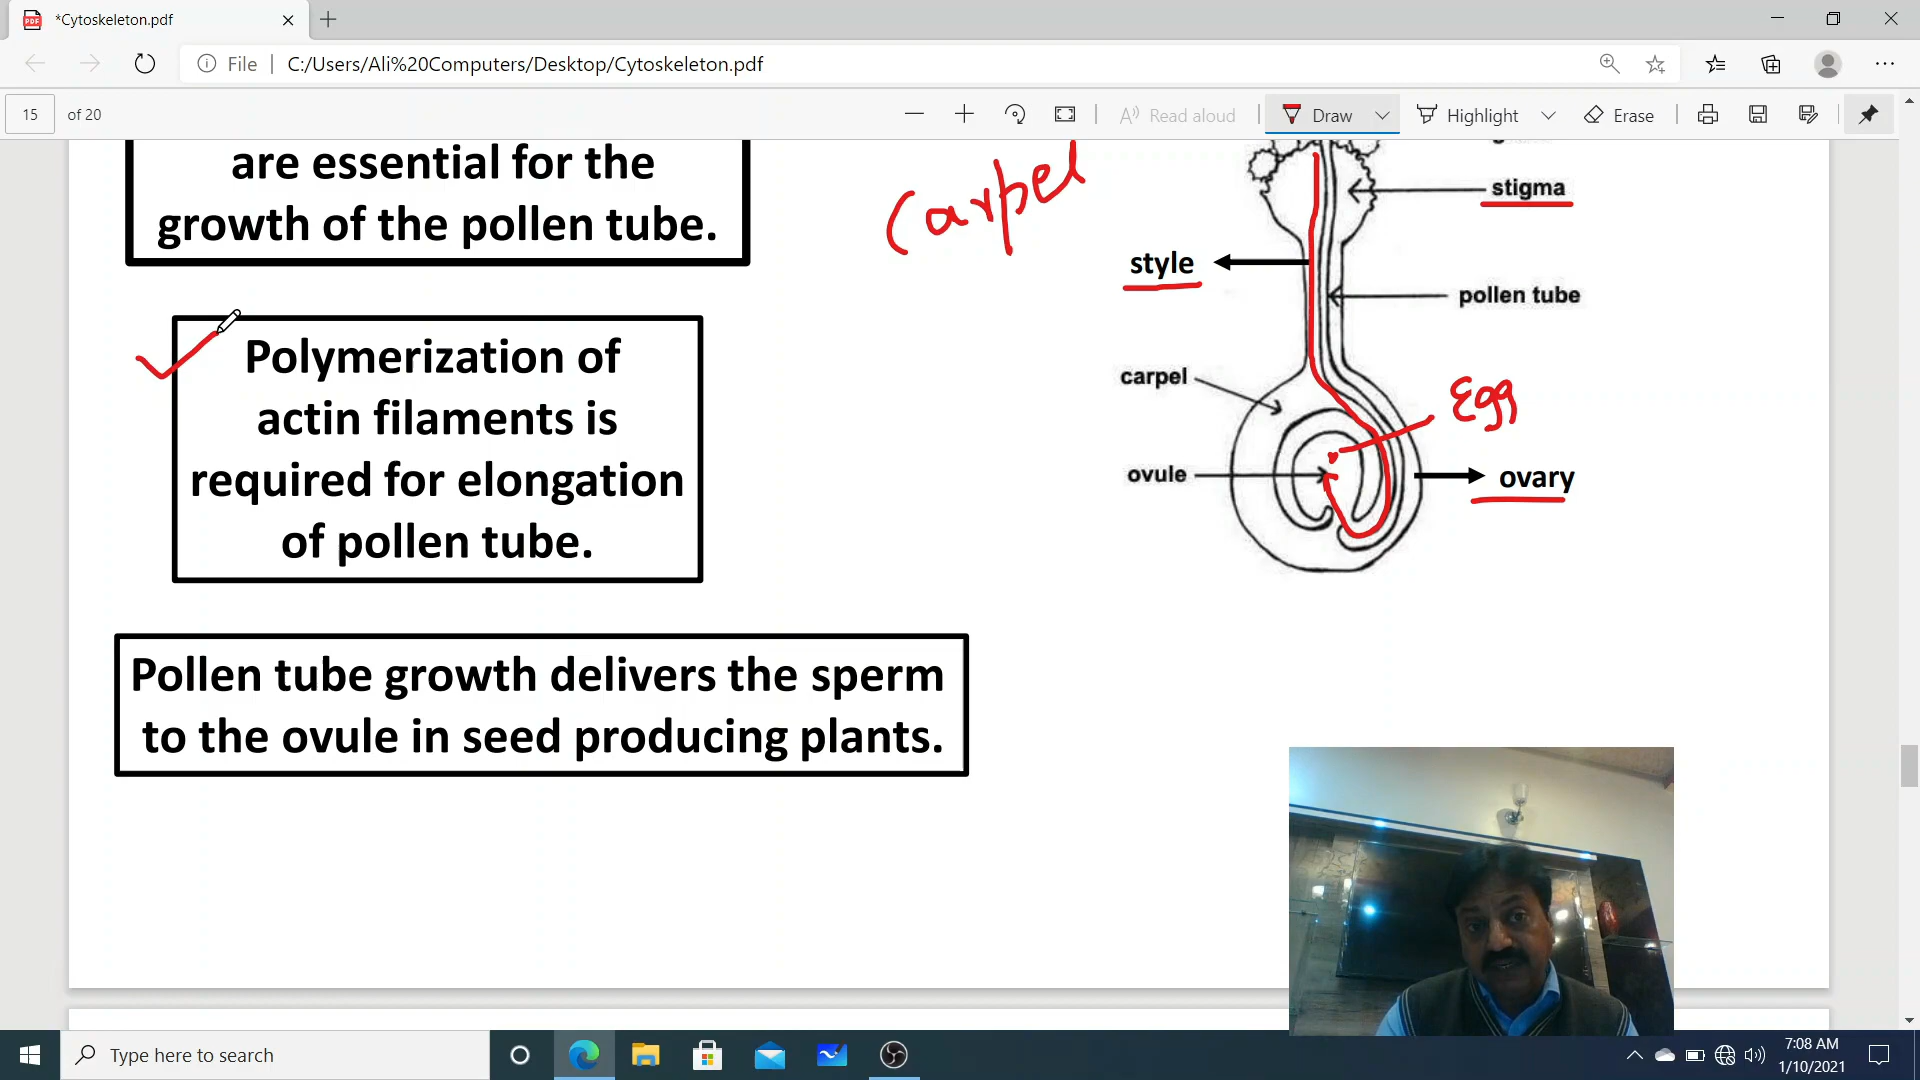 *Cytoskeleton.pdf
File
C:/Users/Ali%20Computers/Desktop/Cytoskeleton.pdf
15
of 20
Read aloud
Draw
Highlight
Erase
are essential for the
growth of the pollen tube.
Carpel
stigma
style
pollen tube
Polymerization of
actin filaments is
required for elongation
of pollen tube.
carpel
Egg
ovule
ovary
Pollen tube growth delivers the sperm
to the ovule in seed producing plants.
Type here to search
7:08 AM
1/10/2021